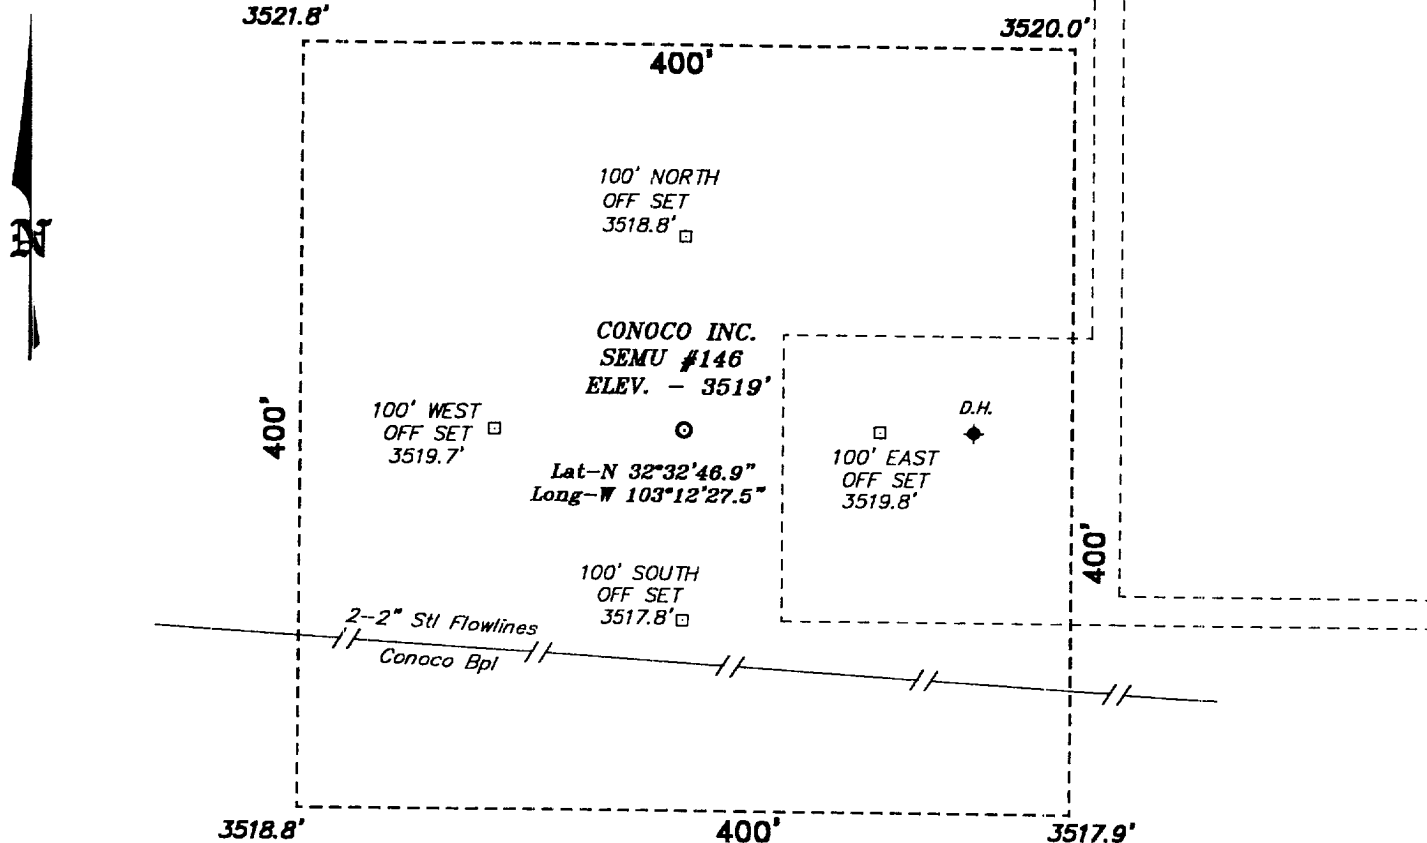 3521.8'
3520.0'
400'
100' NORTH
OFF SET
3518.8'
N
CONOCO INC.
SEMU #146
ELEV. - 3519'
400'
100' WEST
OFF SET
3519.7'
D.H.
100' EAST
OFF SET
3519.8'
Lat-N 32°32'46.9"
Long-W 103°12'27.5"
400'
100' SOUTH
OFF SET
3517.8'
2--2" Stl Flowlines
Conoco Bpl
3518.8'
400'
3517.9'